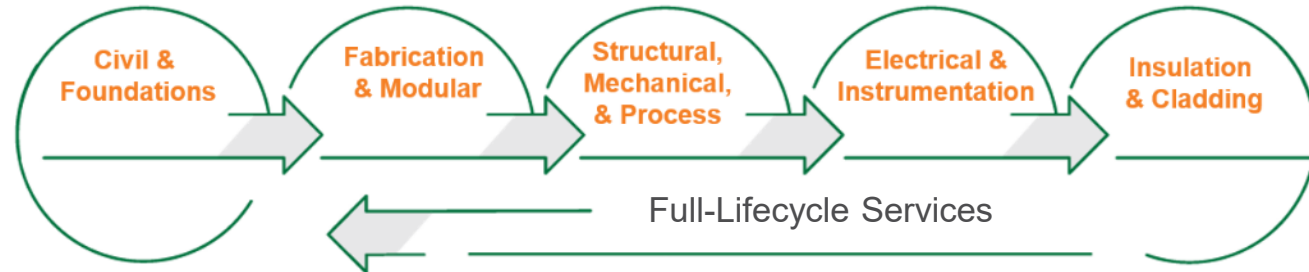 Civil &
Foundations
Fabrication
& Modular
Structural,
Mechanical,
& Process
Electrical &
Instrumentation
Insulation
& Cladding
Full-Lifecycle Services